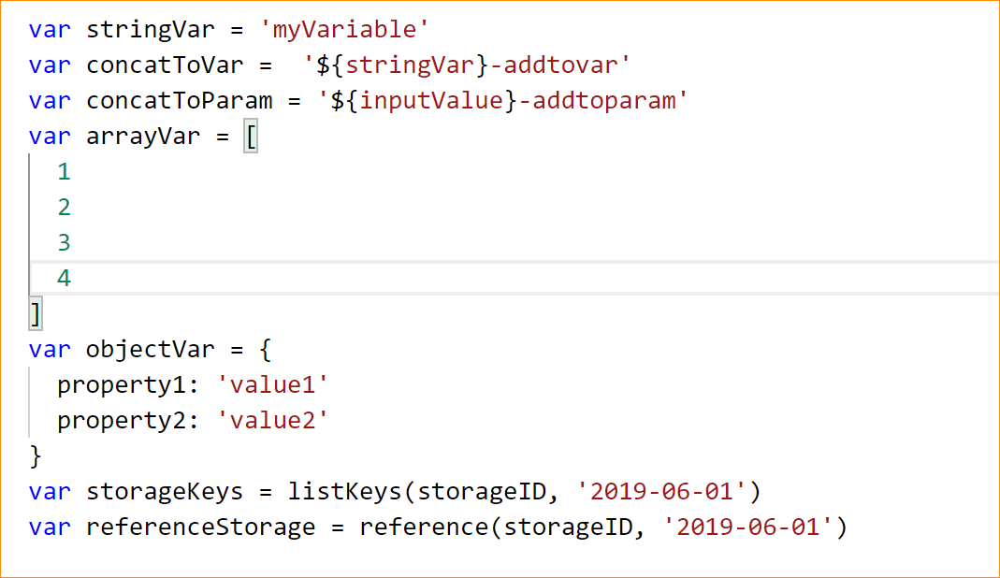 var stringVar = 'myVariable'
var concatToVar =  '${stringVar}-addtovar'
var concatToParam = '${inputValue}-addtoparam'
var arrayVar = [
  1
  2
  3
  4
]
var objectVar = {
  property1: 'value1'
  property2: 'value2'
}
var storageKeys = listKeys(storageID, '2019-06-01')
var referenceStorage = reference(storageID, '2019-06-01')